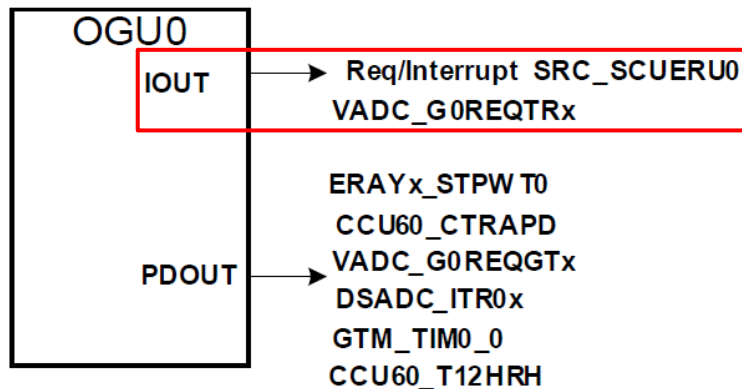 OGU0
IOUT
Req/Interrupt SRC_SCUERU0
VADC_G0REQTRx
ERAYx_STPWT0
CCU60_CTRAPD
PDOUT
VADC_G0REQGTx
DSADC_ITR0x
GTM_TIM0_0
CCU60_T12HRH